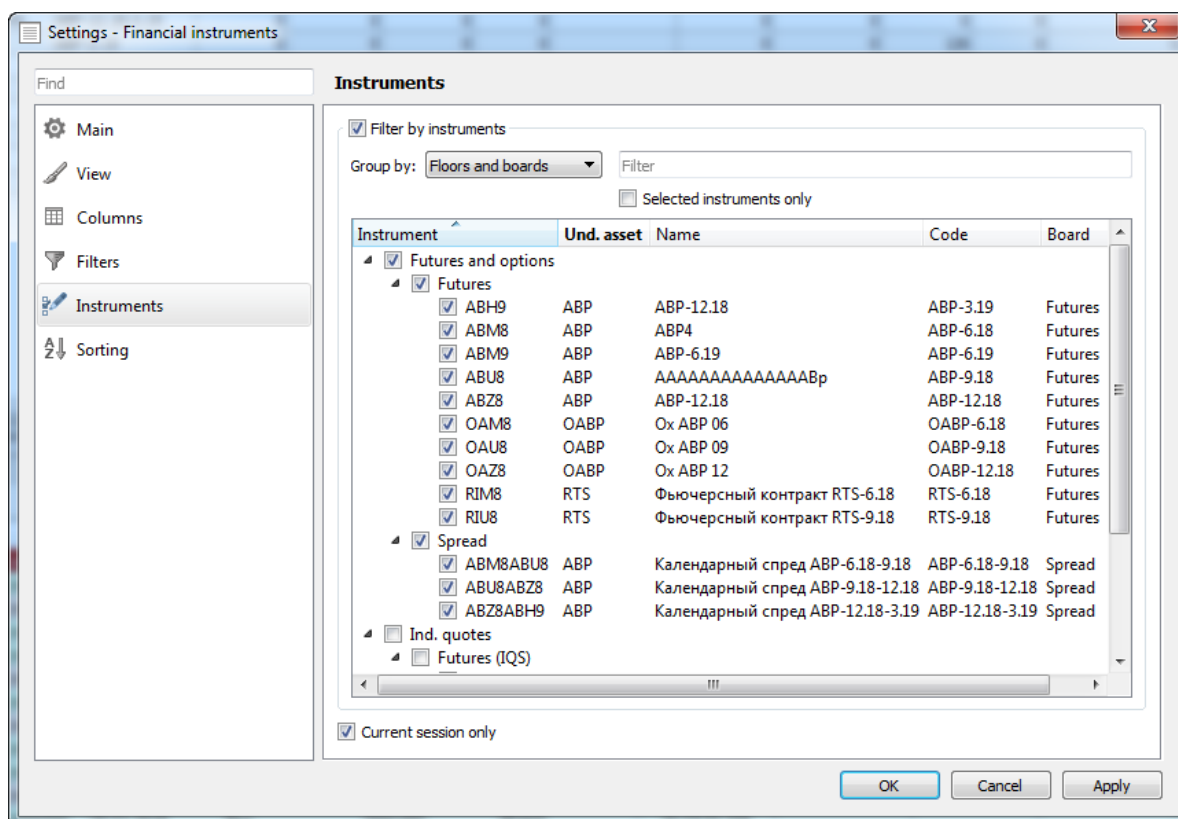 Settings - Financial instruments
Find
Instruments
Main
View
Columns
Filters
Instruments
Sorting
Filter by instruments
Group by: Floors and boards Filter
Selected instruments only
Instrument Und. asset Name Code Board
Futures and options
Futures
ABH9 ABP ABP-12.18 ABP-3.19 Futures
ABM8 ABP ABP4 ABP-6.18 Futures
ABM9 ABP ABP-6.19 ABP-6.19 Futures
ABU8 ABP AAAAAAAAAAAAAABp ABP-9.18 Futures
ABZ8 ABP ABP-12.18 ABP-12.18 Futures
OAM8 OABP Ox ABP 06 OABP-6.18 Futures
OAU8 OABP Ox ABP 09 OABP-9.18 Futures
OAZ8 OABP Ox ABP 12 OABP-12.18 Futures
RIM8 RTS Фьючерсный контракт RTS-6.18 RTS-6.18 Futures
RIU8 RTS Фьючерсный контракт RTS-9.18 RTS-9.18 Futures
Spread
ABM8ABU8 ABP Календарный спред ABP-6.18-9.18 ABP-6.18-9.18 Spread
ABU8ABZ8 ABP Календарный спред ABP-9.18-12.18 ABP-9.18-12.18 Spread
ABZ8ABH9 ABP Календарный спред ABP-12.18-3.19 ABP-12.18-3.19 Spread
Ind. quotes
Futures (IQS)
Current session only
OK Cancel Apply